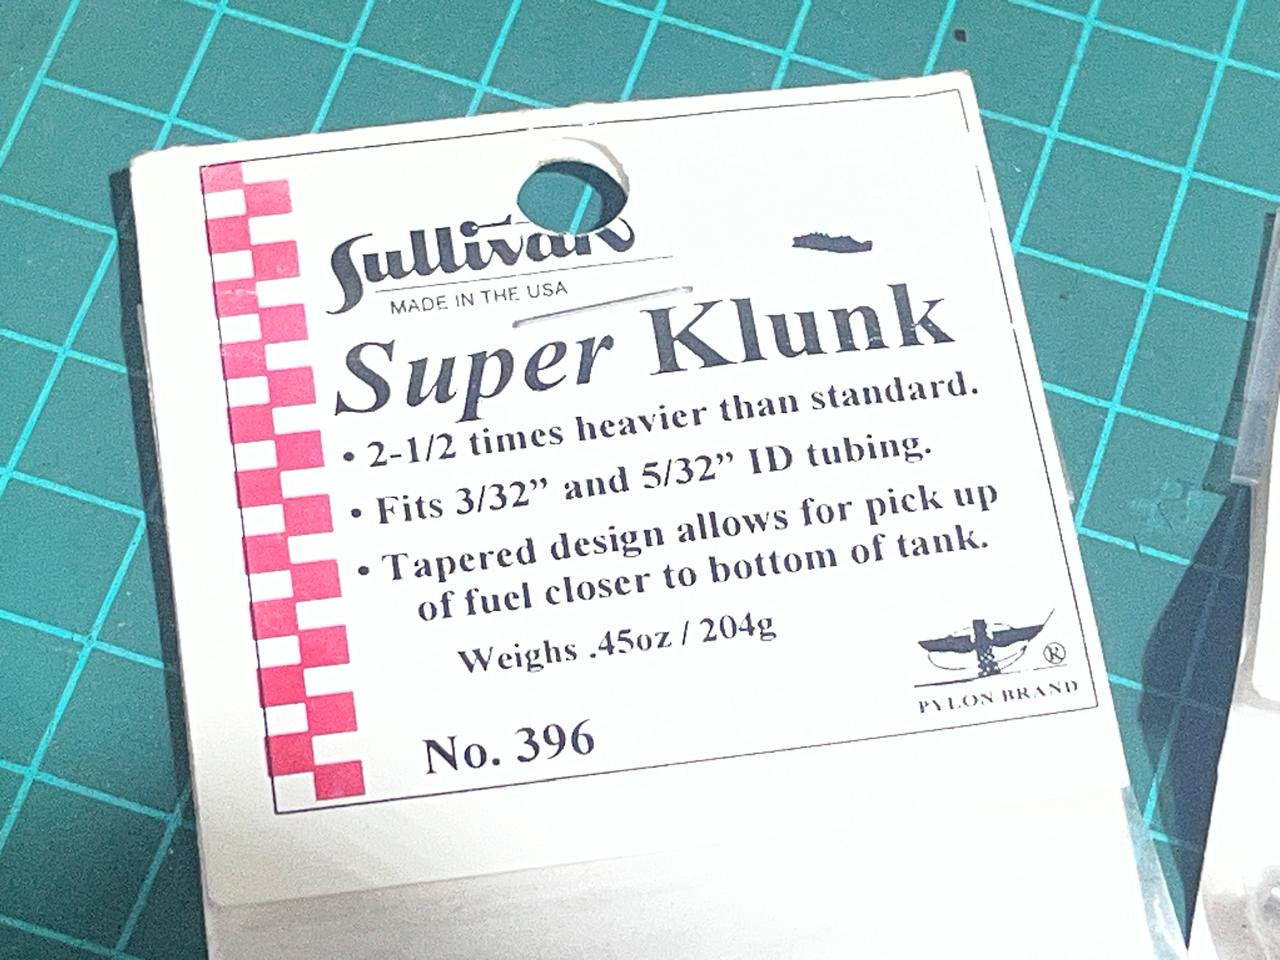 Sullivan
MADE IN THE USA
Super Klunk
• 2-1/2 times heavier than standard.
• Fits 3/32” and 5/32” ID tubing.
• Tapered design allows for pick up
of fuel closer to bottom of tank.
Weighs .45oz / 204g
®
PYLON BRAND
No. 396